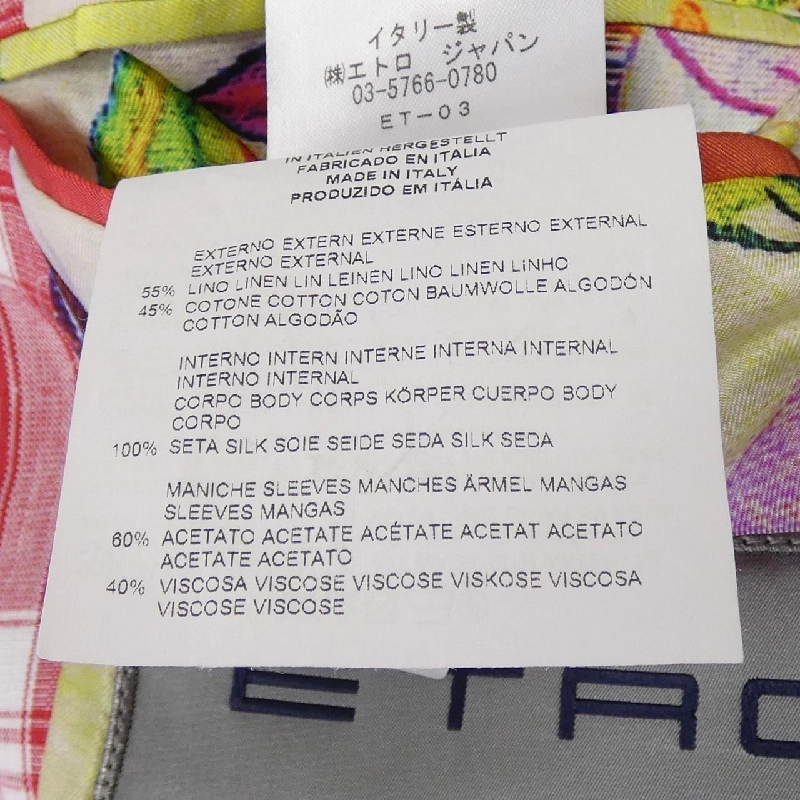 イタリー製
㈱エトロ ジャパン
03-5766-0780
ET-03
IN ITALIEN HERGESTELLT
FABRICADO EN ITALIA
MADE IN ITALY
PRODUZIDO EM ITÁLIA
EXTERNO EXTERN EXTERNE ESTERNO EXTERNAL
EXTERNO EXTERNAL
55% LINO LINEN LIN LEINEN LINO LINEN LINHO
45% COTONE COTTON COTON BAUMWOLLE ALGODÓN
COTTON ALGODÃO
INTERNO INTERN INTERNE INTERNA INTERNAL
INTERNO INTERNAL
CORPO BODY CORPS KÖRPER CUERPO BODY
CORPO
100% SETA SILK SOIE SEIDE SEDA SILK SEDA
MANICHE SLEEVES MANCHES ÄRMEL MANGAS
SLEEVES MANGAS
60% ACETATO ACETATE ACÉTATE ACETAT ACETATO
ACETATE ACETATO
40% VISCOSA VISCOSE VISCOSE VISKOSE VISCOSA
VISCOSE VISCOSE
ETRO